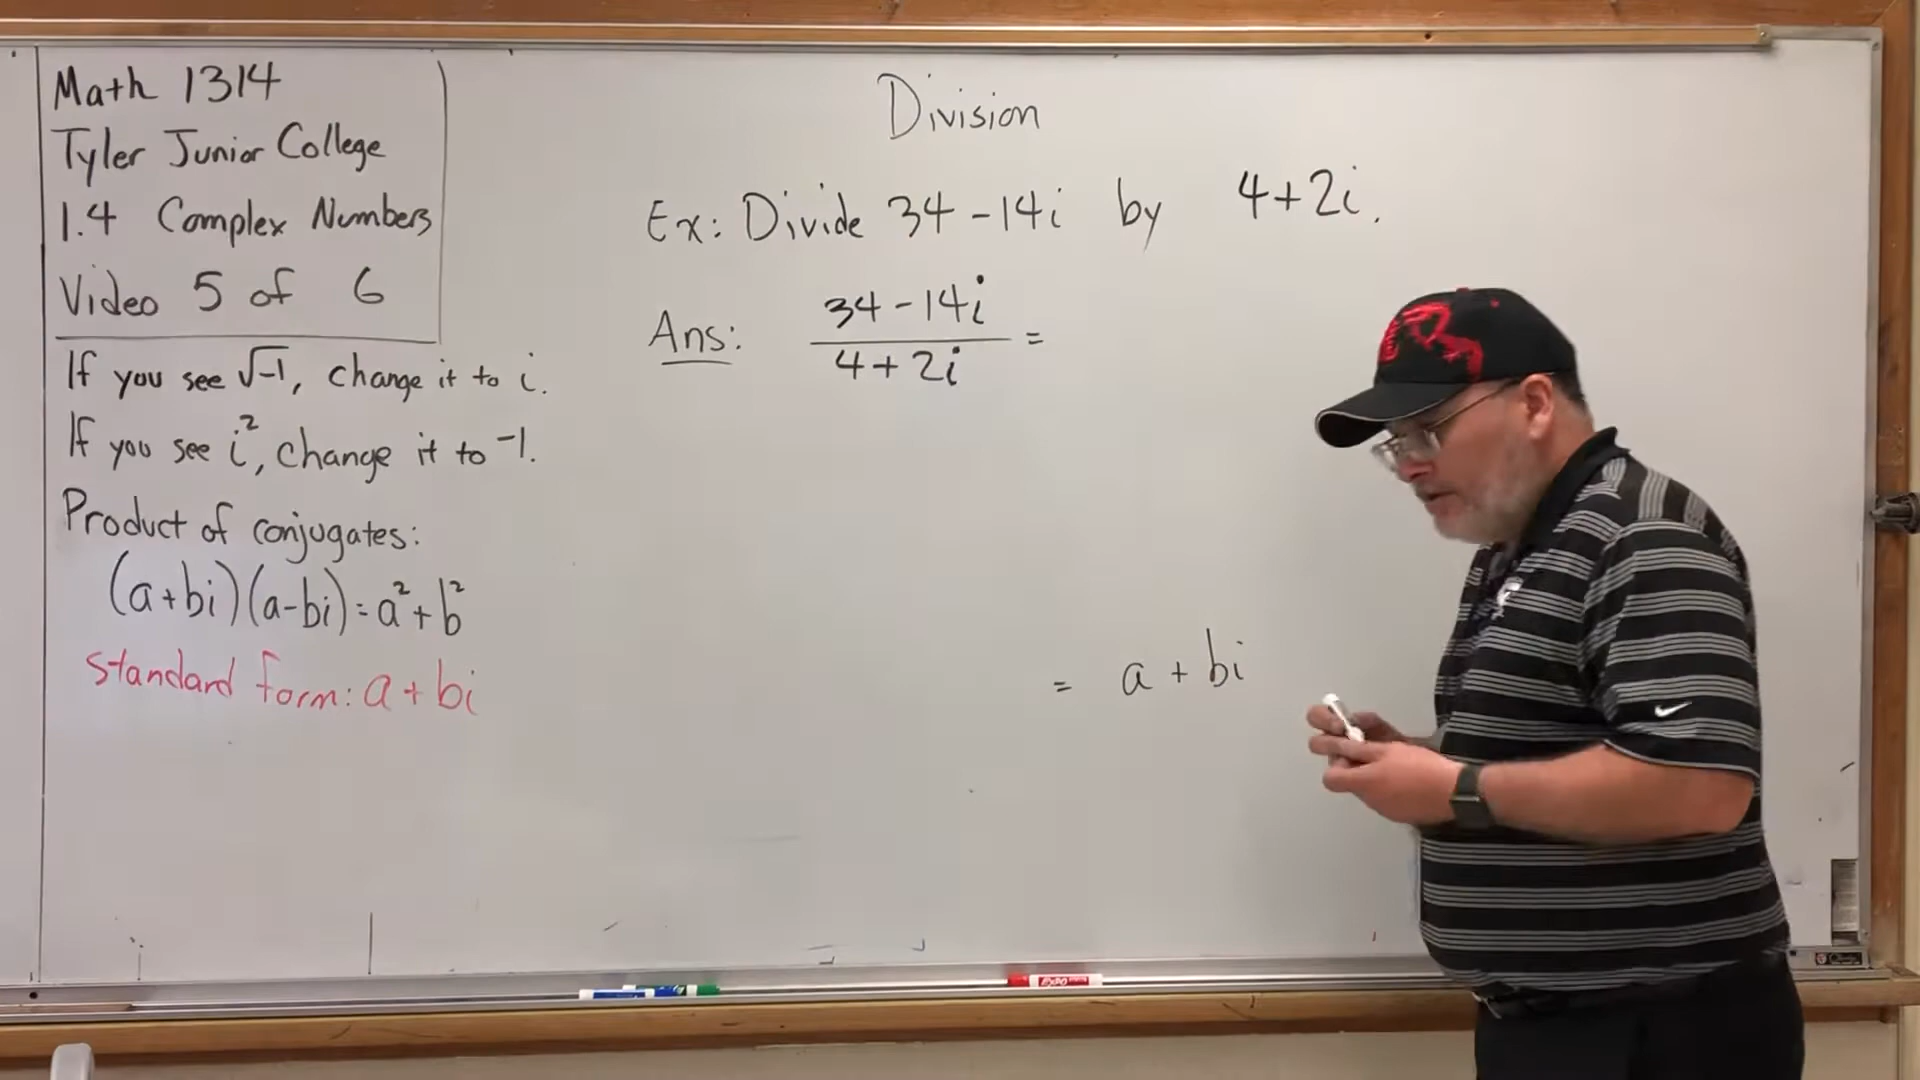 Math 1314
Tyler Junior College
1.4 Complex Numbers
Video 5 of 6
If you see √-1, change it to i.
If you see i², change it to -1.
Product of conjugates:
(a+bi)(a-bi)=a²+b²
standard form: a + bi
Division
Ex: Divide 34-14i by 4+2i.
Ans: 34-14i / 4+2i =
= a + bi
EXPO